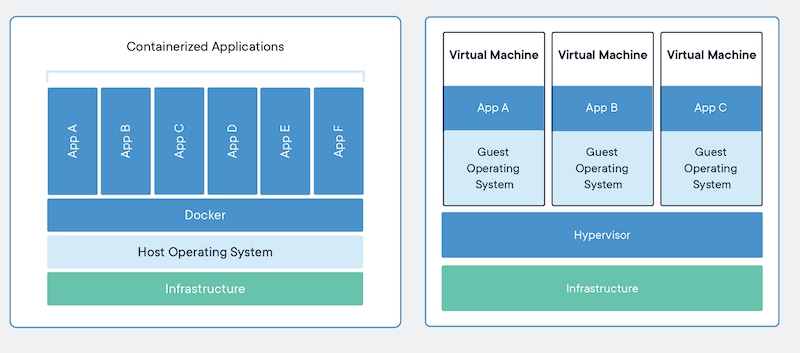 Containerized Applications
App A
App B
App C
App D
App E
App F
Docker
Host Operating System
Infrastructure
Virtual Machine
App A
Guest
Operating
System
Virtual Machine
App B
Guest
Operating
System
Virtual Machine
App C
Guest
Operating
System
Hypervisor
Infrastructure